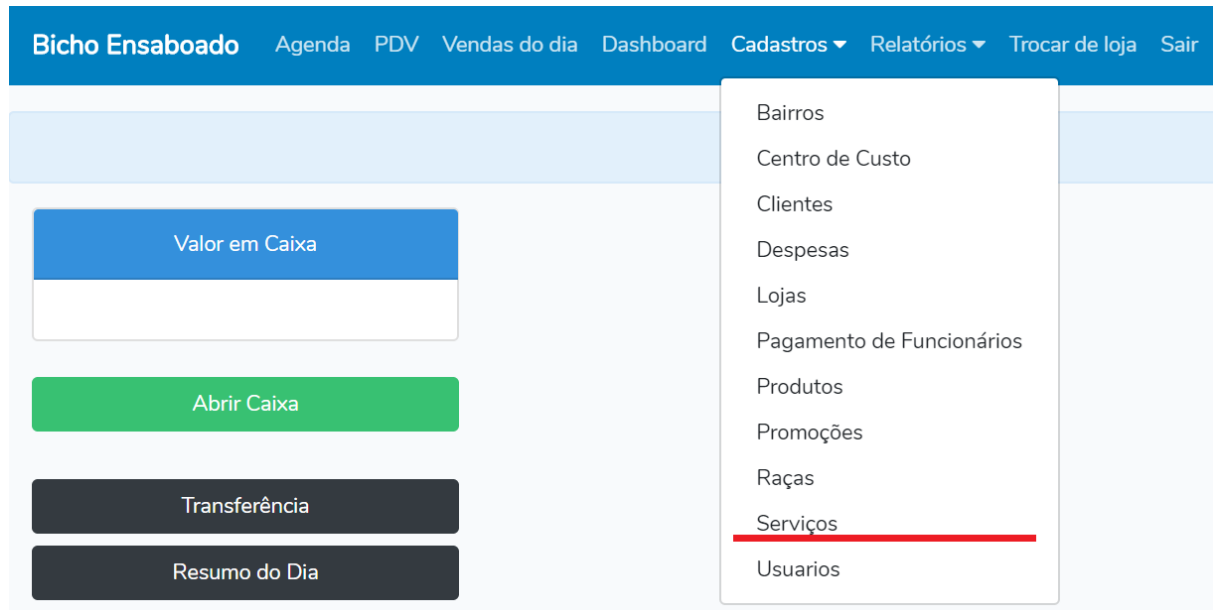 Bicho Ensaboado Agenda PDV Vendas do dia Dashboard Cadastros Relatórios Trocar de loja Sair
Bairros
Centro de Custo
Clientes
Despesas
Lojas
Pagamento de Funcionários
Produtos
Promoções
Raças
Serviços
Usuarios
Valor em Caixa
Abrir Caixa
Transferência
Resumo do Dia